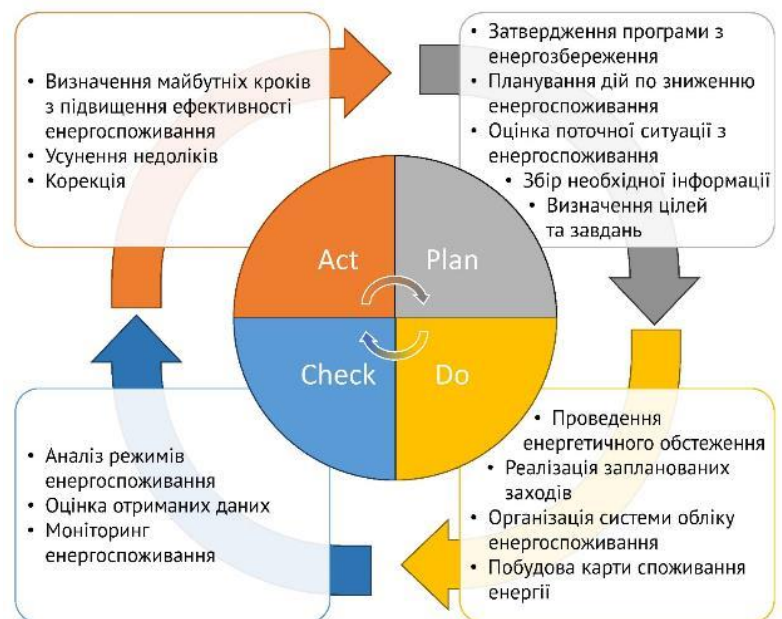 • Визначення майбутніх кроків
з підвищення ефективності
енергоспоживання
• Усунення недоліків
• Корекція
• Затвердження програми з
енергозбереження
• Планування дій по зниженню
енергоспоживання
• Оцінка поточної ситуації з
енергоспоживання
• Збір необхідної інформації
• Визначення цілей
та завдань
Act
Plan
Check
Do
• Аналіз режимів
енергоспоживання
• Оцінка отриманих даних
• Моніторинг
енергоспоживання
• Проведення
енергетичного обстеження
• Реалізація запланованих
заходів
• Організація системи обліку
енергоспоживання
• Побудова карти споживання
енергії